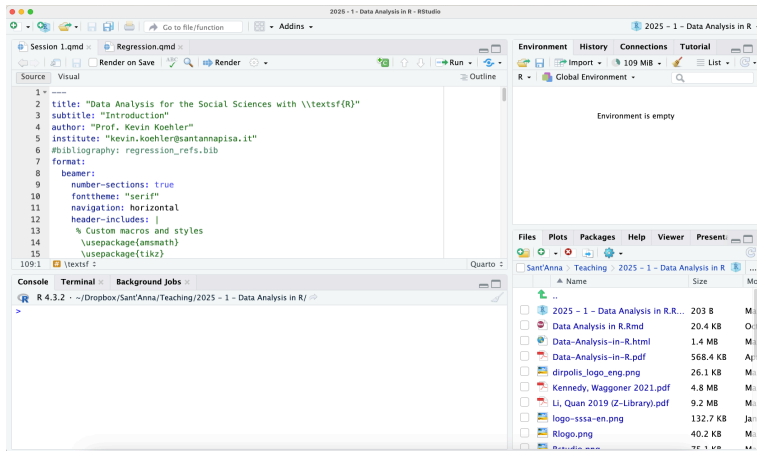 2025 - 1 - Data Analysis in R - RStudio
Go to file/function
Addins
2025 - 1 - Data Analysis in R
Session 1.qmd
Regression.qmd
Render on Save
Render
Run
Source
Visual
Outline
1 ---
2 title: "Data Analysis for the Social Sciences with \\textsf{R}"
3 subtitle: "Introduction"
4 author: "Prof. Kevin Koehler"
5 institute: "kevin.koehler@santannapisa.it"
6 #bibliography: regression_refs.bib
7 format:
8 beamer:
9 number-sections: true
10 fonttheme: "serif"
11 navigation: horizontal
12 header-includes: |
13 % Custom macros and styles
14 \usepackage{amsmath}
15 \usepackage{tikz}
109:1 # \textsf
Quarto
Console
Terminal
Background Jobs
R 4.3.2 · ~/Dropbox/Sant'Anna/Teaching/2025 - 1 - Data Analysis in R/
>
Environment
History
Connections
Tutorial
Import
109 MiB
List
R
Global Environment
Environment is empty
Files
Plots
Packages
Help
Viewer
Sant'Anna > Teaching > 2025 - 1 - Data Analysis in R
...
Name
Size
..
2025 - 1 - Data Analysis in R.R... 203 B
Data Analysis in R.Rmd 20.4 KB
Data-Analysis-in-R.html 1.4 MB
Data-Analysis-in-R.pdf 568.4 KB
dirpolis_logo_eng.png 26.1 KB
Kennedy, Waggoner 2021.pdf 4.8 MB
Li, Quan 2019 (Z-Library).pdf 9.2 MB
logo-sssa-en.png 132.7 KB
Rlogo.png 40.2 KB